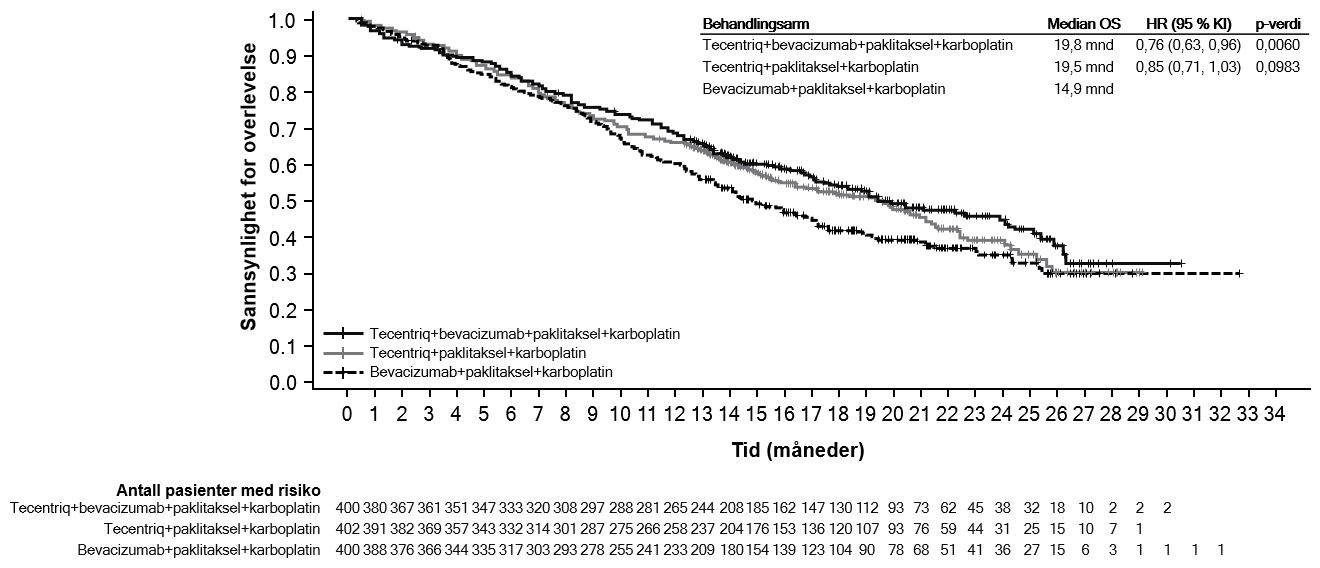 Behandlingsarm Median OS HR (95 % KI) p-verdi
Tecentriq+bevacizumab+paklitaksel+karboplatin 19,8 mnd 0,76 (0,63, 0,96) 0,0060
Tecentriq+paklitaksel+karboplatin 19,5 mnd 0,85 (0,71, 1,03) 0,0983
Bevacizumab+paklitaksel+karboplatin 14,9 mnd
Sannsynlighet for overlevelse
1.0
0.9
0.8
0.7
0.6
0.5
0.4
0.3
0.2
0.1
0.0
Tecentriq+bevacizumab+paklitaksel+karboplatin
Tecentriq+paklitaksel+karboplatin
Bevacizumab+paklitaksel+karboplatin
0 1 2 3 4 5 6 7 8 9 10 11 12 13 14 15 16 17 18 19 20 21 22 23 24 25 26 27 28 29 30 31 32 33 34
Tid (måneder)
Antall pasienter med risiko
Tecentriq+bevacizumab+paklitaksel+karboplatin 400 380 367 361 351 347 333 320 308 297 288 281 265 244 208 185 162 147 130 112 93 73 62 45 38 32 18 10 2 2 2
Tecentriq+paklitaksel+karboplatin 402 391 382 369 357 343 332 314 301 287 275 266 258 237 204 176 153 136 120 107 93 76 59 44 31 25 15 10 7 1
Bevacizumab+paklitaksel+karboplatin 400 388 376 366 344 335 317 303 293 278 255 241 233 209 180 154 139 123 104 90 78 68 51 41 36 27 15 6 3 1 1 1 1